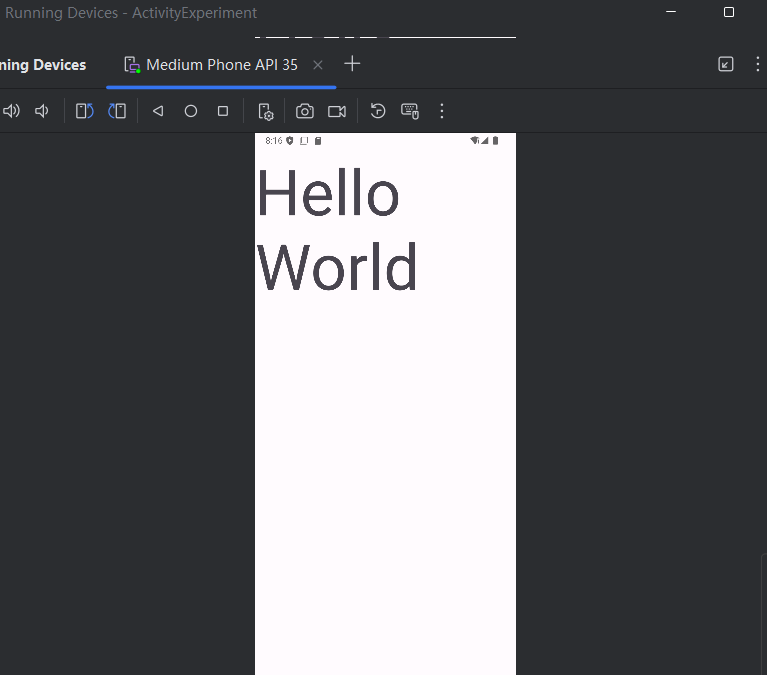 Running Devices - ActivityExperiment
ning Devices
Medium Phone API 35
8:16
Hello
World